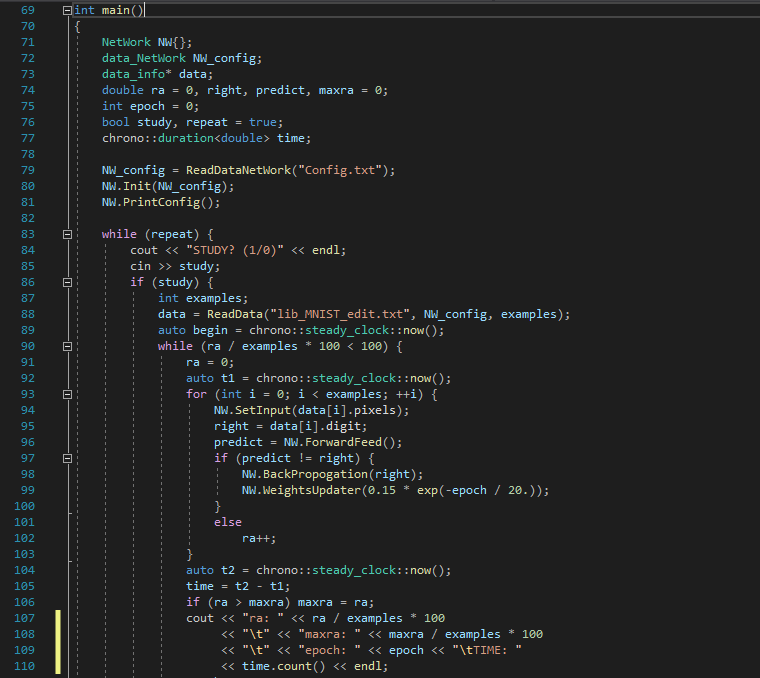 69 int main()
70 {
71 NetWork NW{};
72 data_NetWork NW_config;
73 data_info* data;
74 double ra = 0, right, predict, maxra = 0;
75 int epoch = 0;
76 bool study, repeat = true;
77 chrono::duration<double> time;
78
79 NW_config = ReadDataNetWork("Config.txt");
80 NW.Init(NW_config);
81 NW.PrintConfig();
82
83 while (repeat) {
84 cout << "STUDY? (1/0)" << endl;
85 cin >> study;
86 if (study) {
87 int examples;
88 data = ReadData("lib_MNIST_edit.txt", NW_config, examples);
89 auto begin = chrono::steady_clock::now();
90 while (ra / examples * 100 < 100) {
91 ra = 0;
92 auto t1 = chrono::steady_clock::now();
93 for (int i = 0; i < examples; ++i) {
94 NW.SetInput(data[i].pixels);
95 right = data[i].digit;
96 predict = NW.ForwardFeed();
97 if (predict != right) {
98 NW.BackPropogation(right);
99 NW.WeightsUpdater(0.15 * exp(-epoch / 20.));
100 }
101 else
102 ra++;
103 }
104 auto t2 = chrono::steady_clock::now();
105 time = t2 - t1;
106 if (ra > maxra) maxra = ra;
107 cout << "ra: " << ra / examples * 100
108 << "\t" << "maxra: " << maxra / examples * 100
109 << "\t" << "epoch: " << epoch << "\tTIME: "
110 << time.count() << endl;